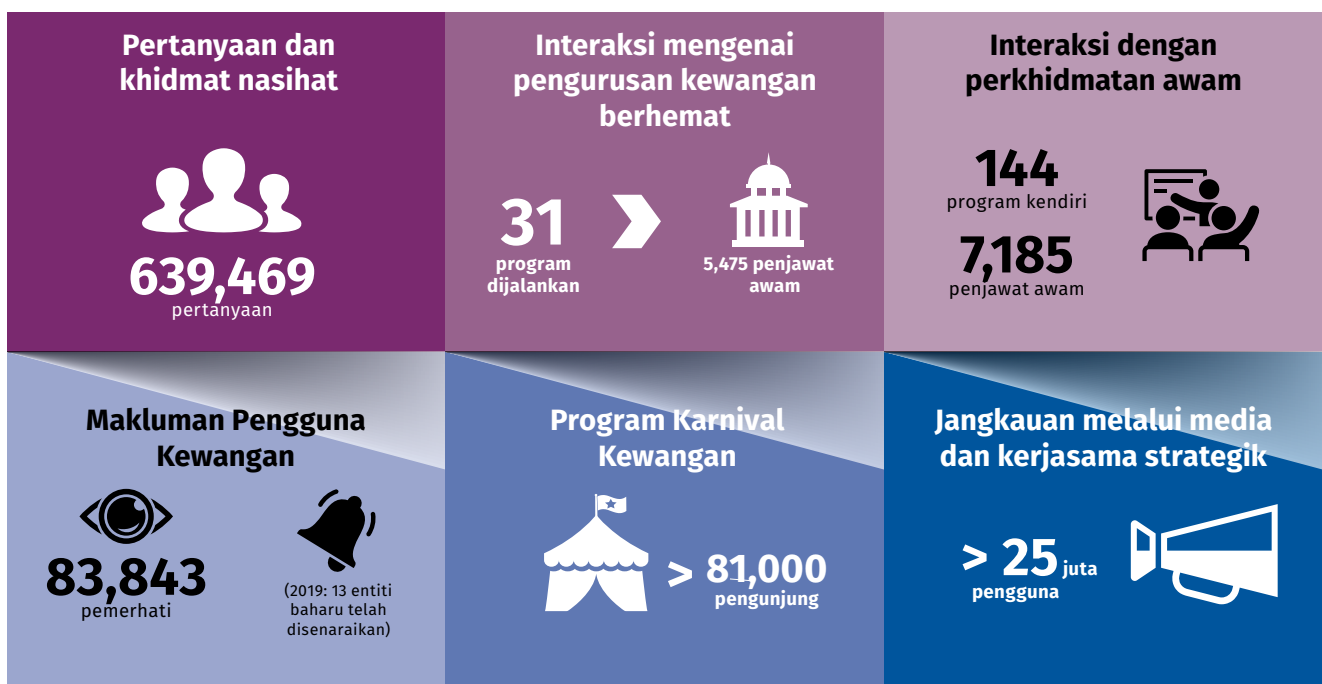 Pertanyaan dan
khidmat nasihat
639,469
pertanyaan
Interaksi mengenai
pengurusan kewangan
berhemat
31
program
dijalankan
5,475 penjawat
awam
Interaksi dengan
perkhidmatan awam
144
program kendiri
7,185
penjawat awam
Makluman Pengguna
Kewangan
83,843
pemerhati
(2019: 13 entiti
baharu telah
disenaraikan)
Program Karnival
Kewangan
> 81,000
pengunjung
Jangkauan melalui media
dan kerjasama strategik
> 25 juta
pengguna